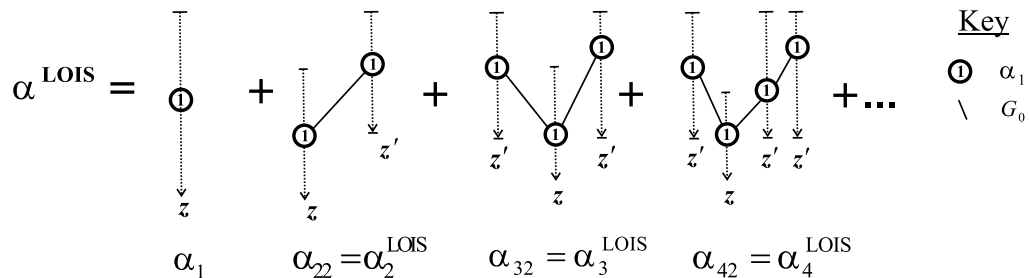 Key
α^LOIS = 1 + 1 1 + 1 1 1 + 1 1 1 1 + ...
1 α₁
\ G₀
z z z' z' z z' z' z z' z'
α₁ α₂₂ = α₂^LOIS α₃₂ = α₃^LOIS α₄₂ = α₄^LOIS